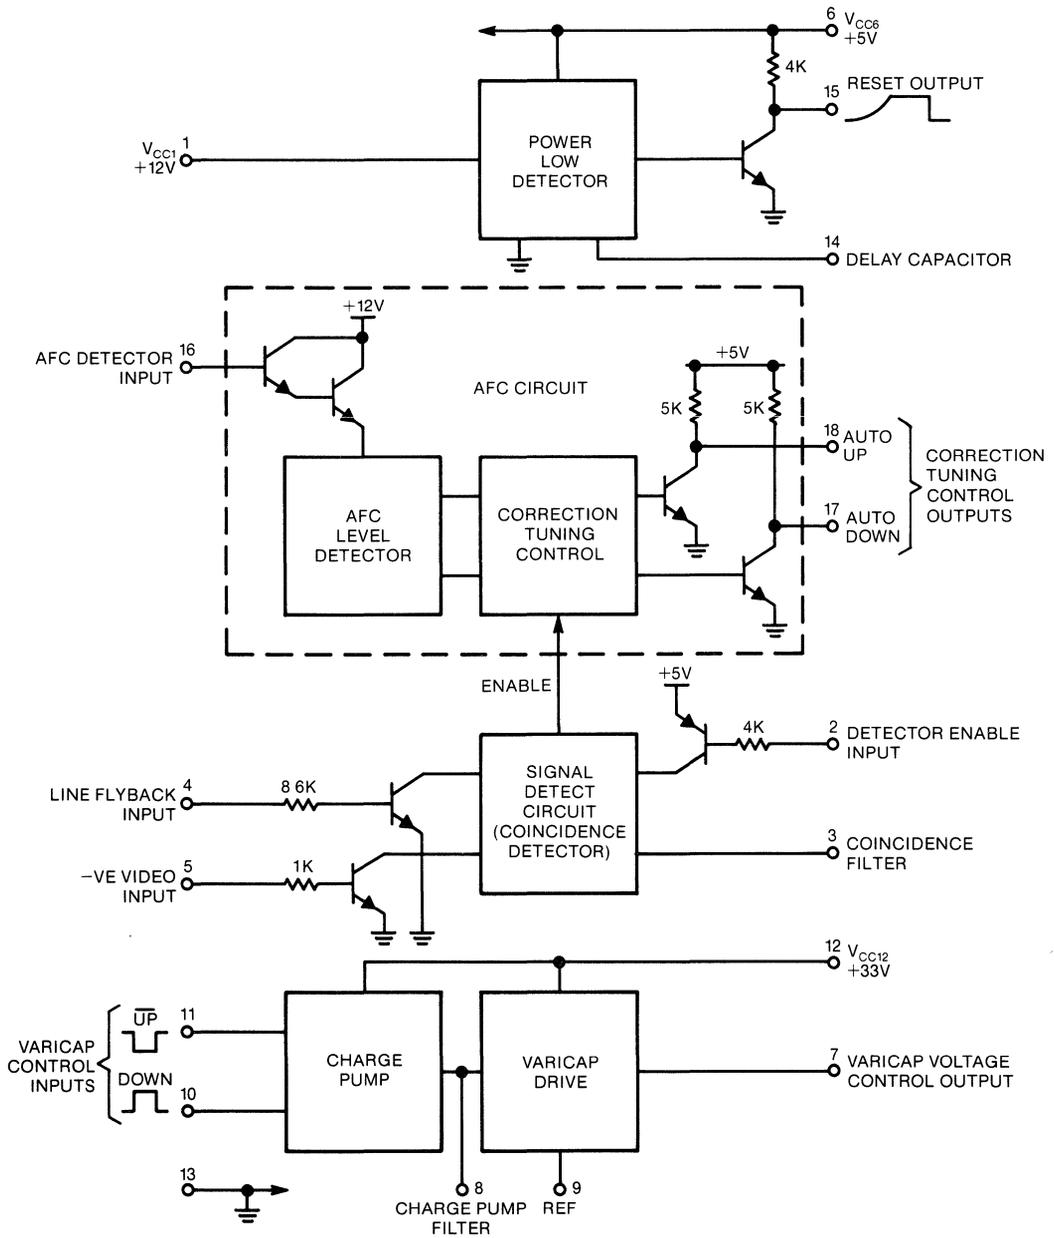 6
VCC6
+5V
4K
15
RESET OUTPUT
VCC1
1
+12V
POWER
LOW
DETECTOR
14
DELAY CAPACITOR
+12V
16
AFC DETECTOR
INPUT
AFC CIRCUIT
+5V
5K
5K
18
AUTO
UP
17
AUTO
DOWN
CORRECTION
TUNING
CONTROL
OUTPUTS
AFC
LEVEL
DETECTOR
CORRECTION
TUNING
CONTROL
ENABLE
+5V
4K
2
DETECTOR ENABLE
INPUT
4
LINE FLYBACK
INPUT
8 6K
SIGNAL
DETECT
CIRCUIT
(COINCIDENCE
DETECTOR)
3
COINCIDENCE
FILTER
5
−VE VIDEO
INPUT
1K
12
VCC12
+33V
VARICAP
CONTROL
INPUTS
U̅P̅
11
DOWN
10
CHARGE
PUMP
VARICAP
DRIVE
7
VARICAP VOLTAGE
CONTROL OUTPUT
13
8
CHARGE PUMP
FILTER
9
REF